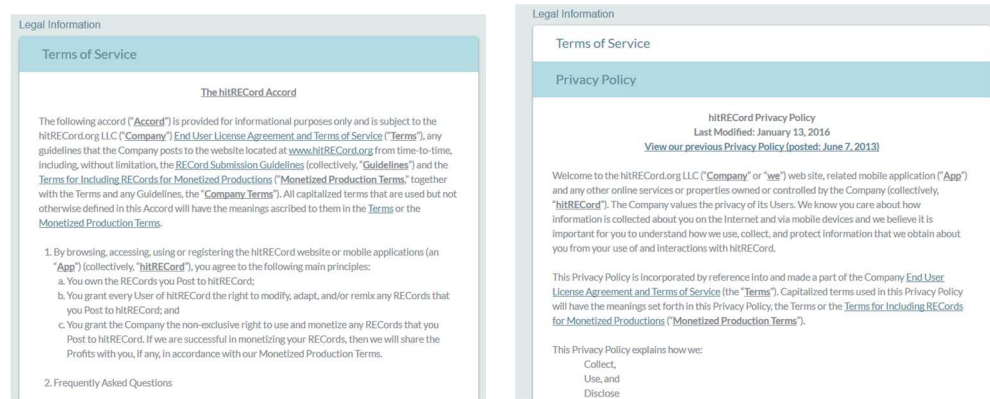 Legal Information
Terms of Service
The hitRECord Accord
The following accord ("Accord") is provided for informational purposes only and is subject to the
hitRECord.org LLC ("Company") End User License Agreement and Terms of Service ("Terms"), any
guidelines that the Company posts to the website located at www.hitRECord.org from time-to-time,
including, without limitation, the RECord Submission Guidelines (collectively, "Guidelines") and the
Terms for Including RECords for Monetized Productions ("Monetized Production Terms," together
with the Terms and any Guidelines, the "Company Terms"). All capitalized terms that are used but not
otherwise defined in this Accord will have the meanings ascribed to them in the Terms or the
Monetized Production Terms.
1. By browsing, accessing, using or registering the hitRECord website or mobile applications (an
"App") (collectively, "hitRECord"), you agree to the following main principles:
a. You own the RECords you Post to hitRECord;
b. You grant every User of hitRECord the right to modify, adapt, and/or remix any RECords that
you Post to hitRECord; and
c. You grant the Company the non-exclusive right to use and monetize any RECords that you
Post to hitRECord. If we are successful in monetizing your RECords, then we will share the
Profits with you, if any, in accordance with our Monetized Production Terms.
2. Frequently Asked Questions
Legal Information
Terms of Service
Privacy Policy
hitRECord Privacy Policy
Last Modified: January 13, 2016
View our previous Privacy Policy (posted: June 7, 2013)
Welcome to the hitRECord.org LLC ("Company" or "we") web site, related mobile application ("App")
and any other online services or properties owned or controlled by the Company (collectively,
"hitRECord"). The Company values the privacy of its Users. We know you care about how
information is collected about you on the Internet and via mobile devices and we believe it is
important for you to understand how we use, collect, and protect information that we obtain about
you from your use of and interactions with hitRECord.
This Privacy Policy is incorporated by reference into and made a part of the Company End User
License Agreement and Terms of Service (the "Terms"). Capitalized terms used in this Privacy Policy
will have the meanings set forth in this Privacy Policy, the Terms or the Terms for Including RECords
for Monetized Productions ("Monetized Production Terms").
This Privacy Policy explains how we:
Collect,
Use, and
Disclose